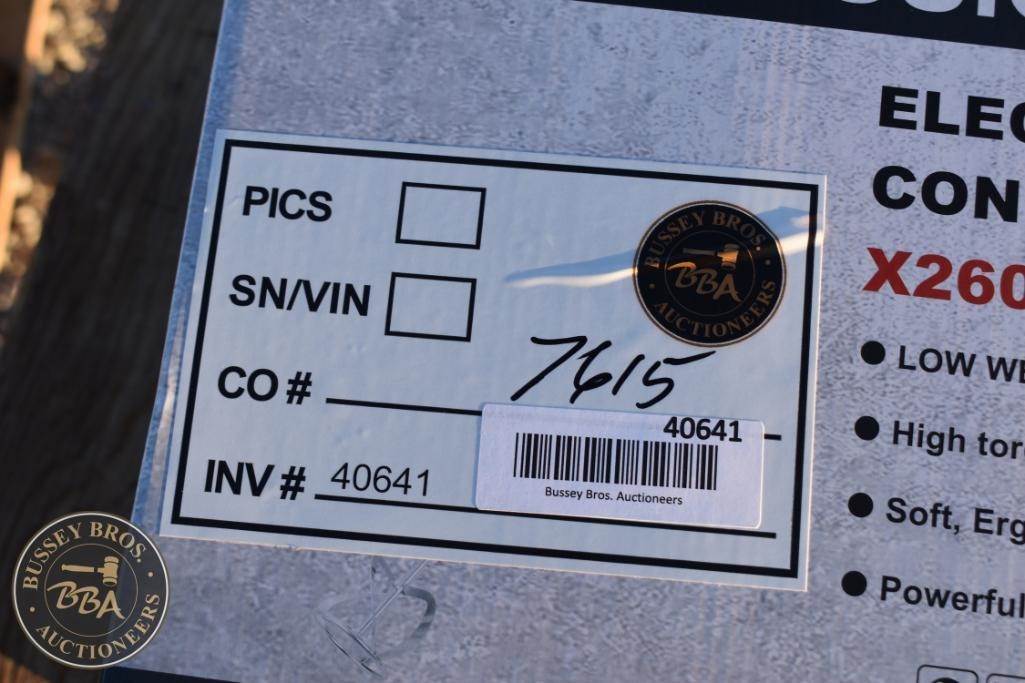 PICS
SN/VIN
CO #
7615
INV # 40641
40641
Bussey Bros. Auctioneers
BUSSEY BROS.
BBA
AUCTIONEERS
ELEC
CON
X260
LOW WE
High tor
Soft, Erg
Powerful
BUSSEY BROS.
BBA
AUCTIONEERS